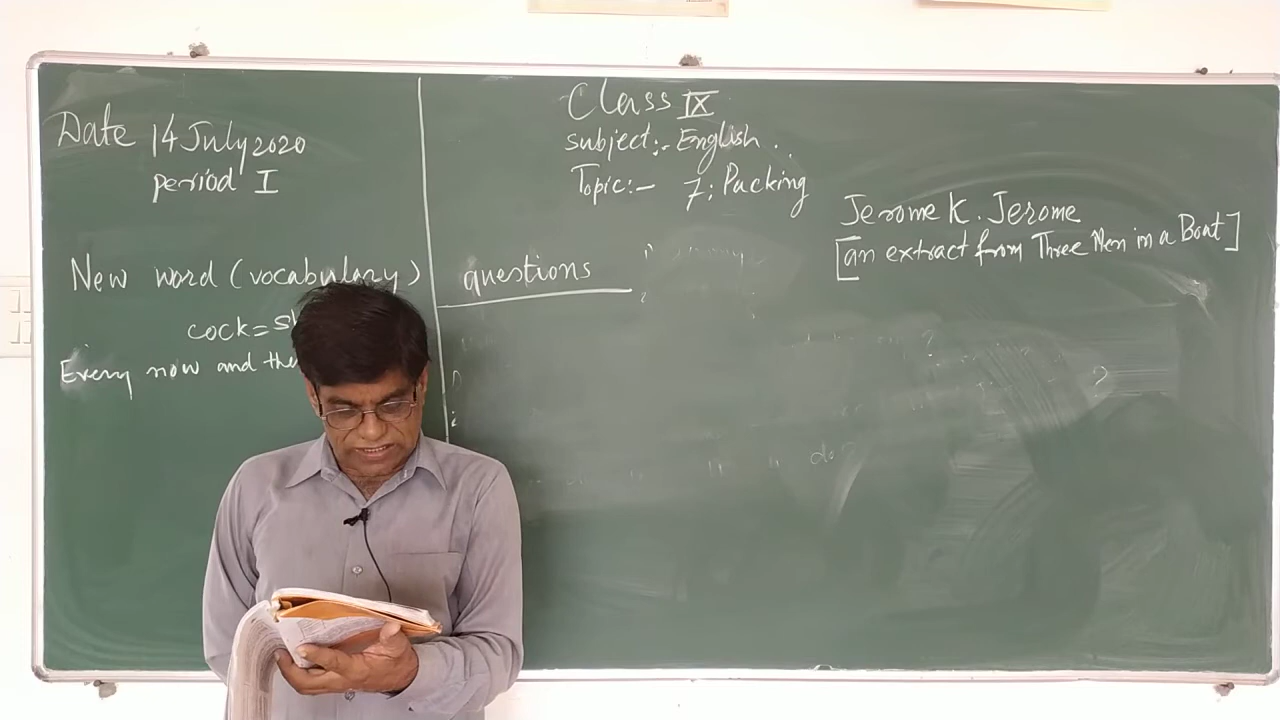 Date 14 July 2020
period I
Class IX
subject:- English.
Topic:- 7; Packing
Jerome K. Jerome
[an extract from Three Men in a Boat]
New word (vocabulary)
questions
cock=
Every now and